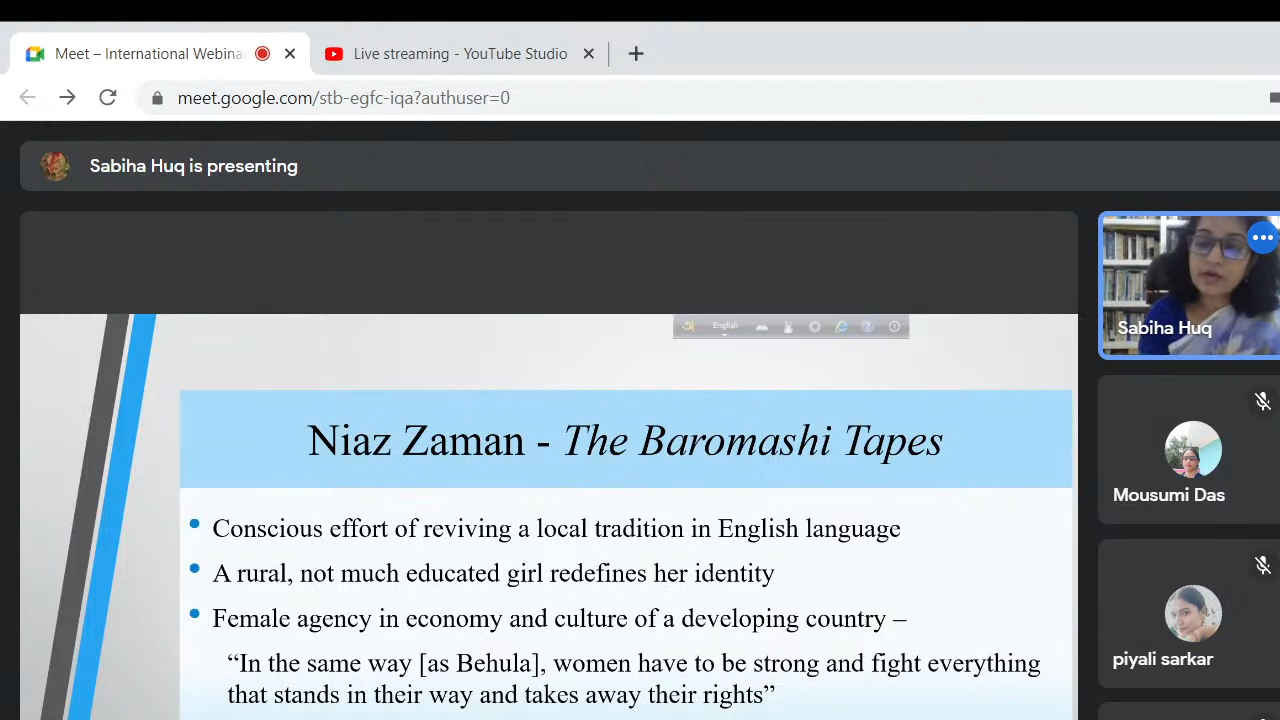 Meet – International Webina
Live streaming - YouTube Studio
meet.google.com/stb-egfc-iqa?authuser=0
Sabiha Huq is presenting
English
Sabiha Huq
Niaz Zaman - The Baromashi Tapes
Mousumi Das
• Conscious effort of reviving a local tradition in English language
• A rural, not much educated girl redefines her identity
• Female agency in economy and culture of a developing country –
piyali sarkar
“In the same way [as Behula], women have to be strong and fight everything
that stands in their way and takes away their rights”